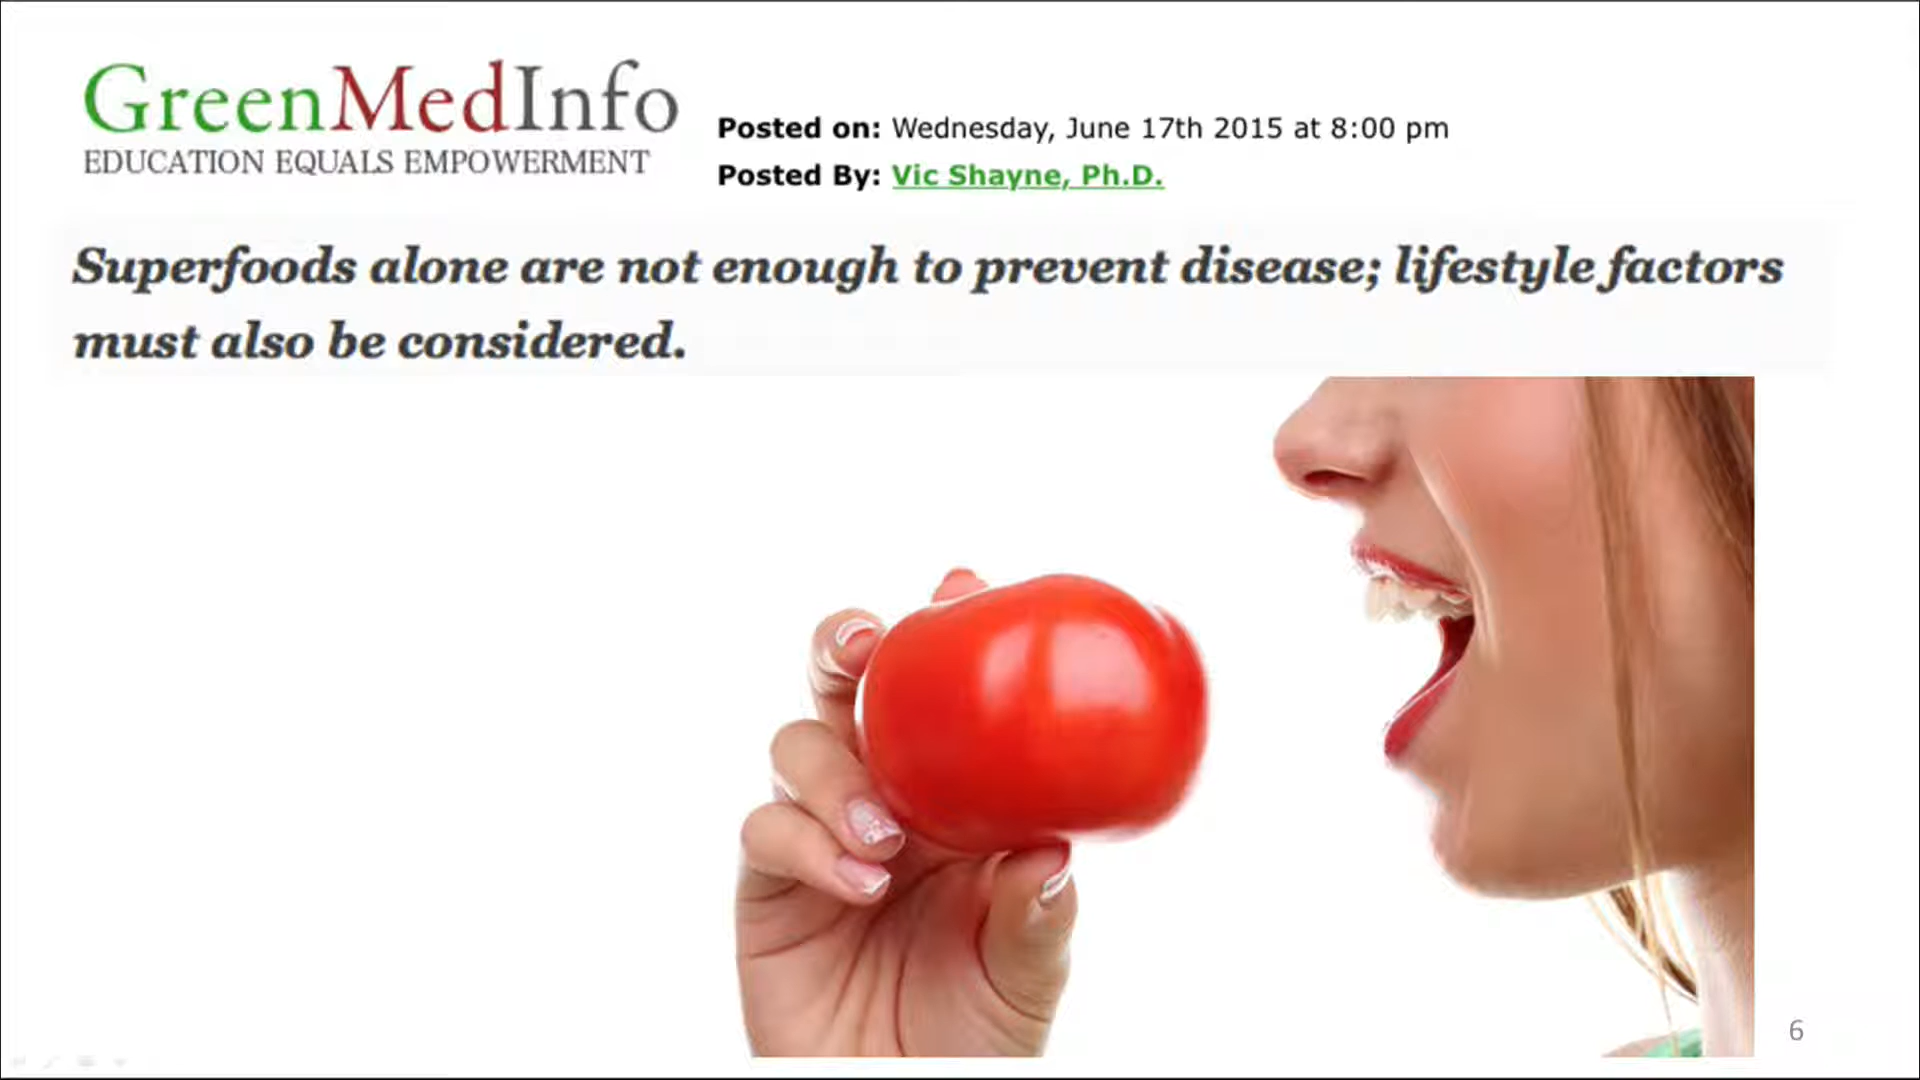 GreenMedInfo
EDUCATION EQUALS EMPOWERMENT
Posted on: Wednesday, June 17th 2015 at 8:00 pm
Posted By: Vic Shayne, Ph.D.
Superfoods alone are not enough to prevent disease; lifestyle factors
must also be considered.
6